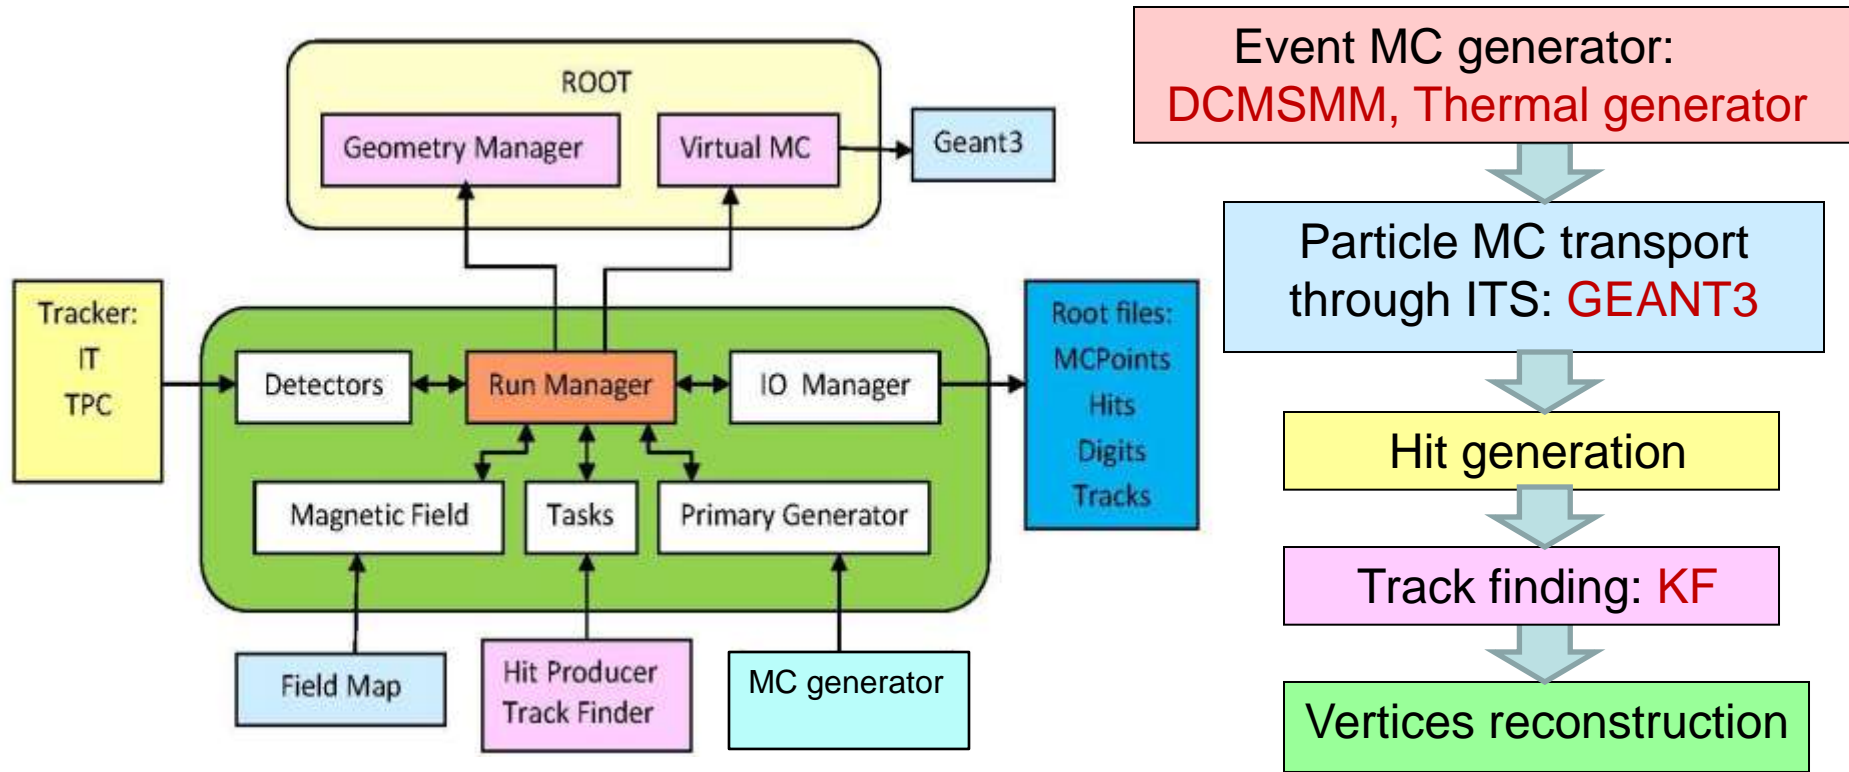 ROOT
Geometry Manager
Virtual MC
Geant3
Tracker:
IT
TPC
Detectors
Run Manager
IO Manager
Root files:
MCPoints
Hits
Digits
Tracks
Magnetic Field
Tasks
Primary Generator
Field Map
Hit Producer
Track Finder
MC generator
Event MC generator:
DCMSMM, Thermal generator
Particle MC transport
through ITS: GEANT3
Hit generation
Track finding: KF
Vertices reconstruction